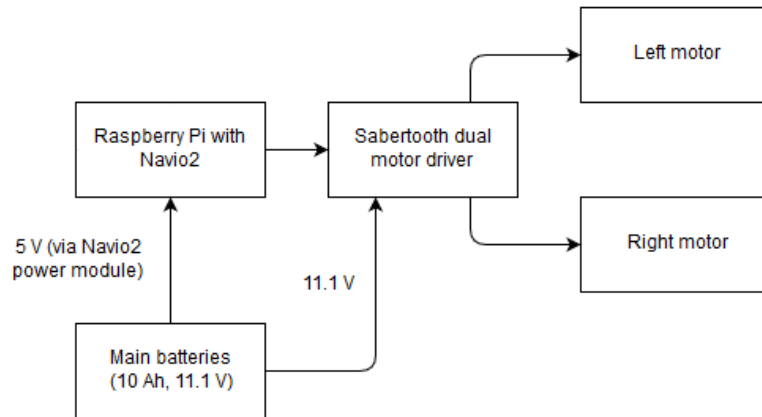 Left motor
Raspberry Pi with
Navio2
Sabertooth dual
motor driver
5 V (via Navio2
power module)
11.1 V
Right motor
Main batteries
(10 Ah, 11.1 V)